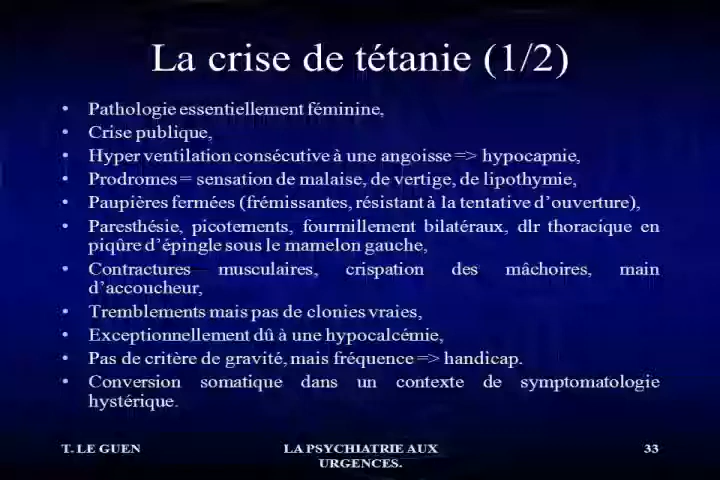 La crise de tétanie (1/2)
• Pathologie essentiellement féminine,
• Crise publique,
• Hyper ventilation consécutive à une angoisse => hypocapnie,
• Prodromes = sensation de malaise, de vertige, de lipothymie,
• Paupières fermées (frémissantes, résistant à la tentative d'ouverture),
• Paresthésie, picotements, fourmillement bilatéraux, dlr thoracique en
piqûre d'épingle sous le mamelon gauche,
• Contractures musculaires, crispation des mâchoires, main
d'accoucheur,
• Tremblements mais pas de clonies vraies,
• Exceptionnellement dû à une hypocalcémie,
• Pas de critère de gravité, mais fréquence => handicap.
• Conversion somatique dans un contexte de symptomatologie
hystérique.
T. LE GUEN
LA PSYCHIATRIE AUX
URGENCES.
33